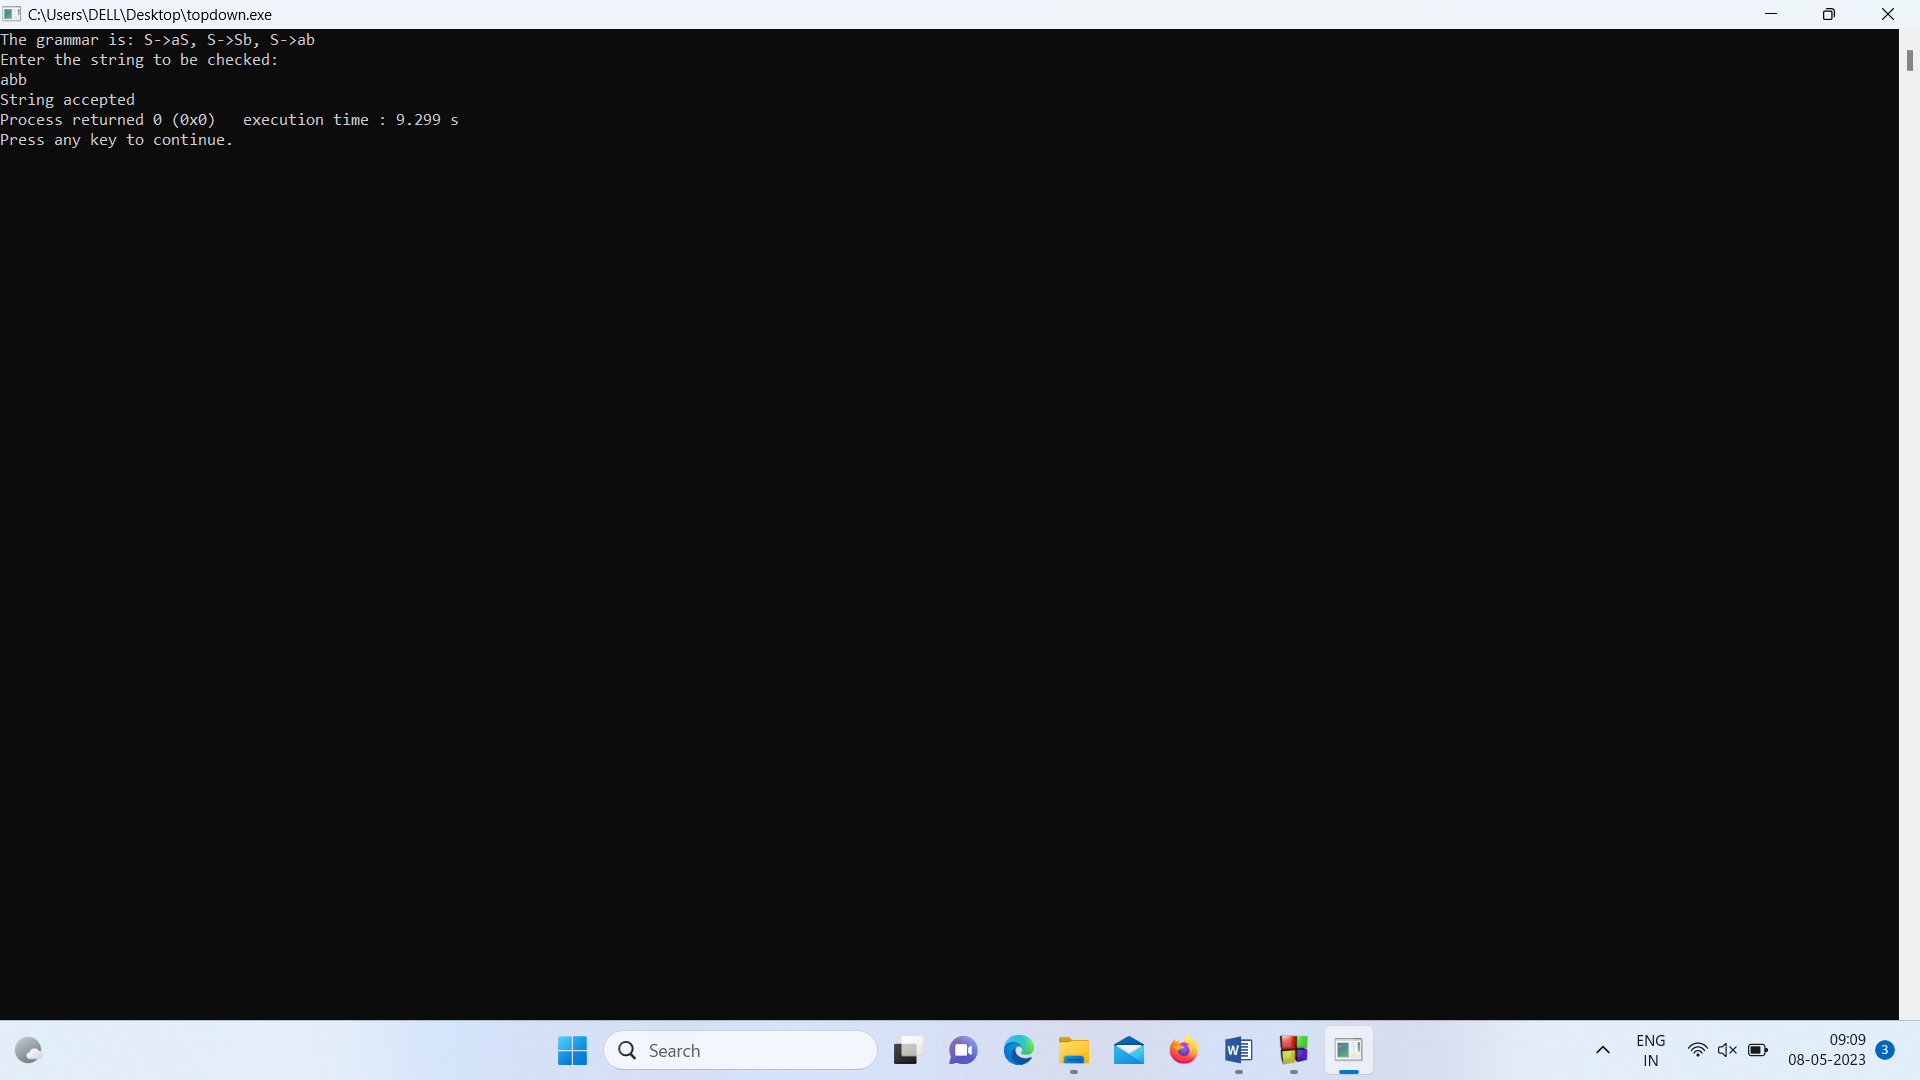 C:\Users\DELL\Desktop\topdown.exe
The grammar is: S->aS, S->Sb, S->ab
Enter the string to be checked:
abb
String accepted
Process returned 0 (0x0)   execution time : 9.299 s
Press any key to continue.
Search
ENG
IN
09:09
08-05-2023
3